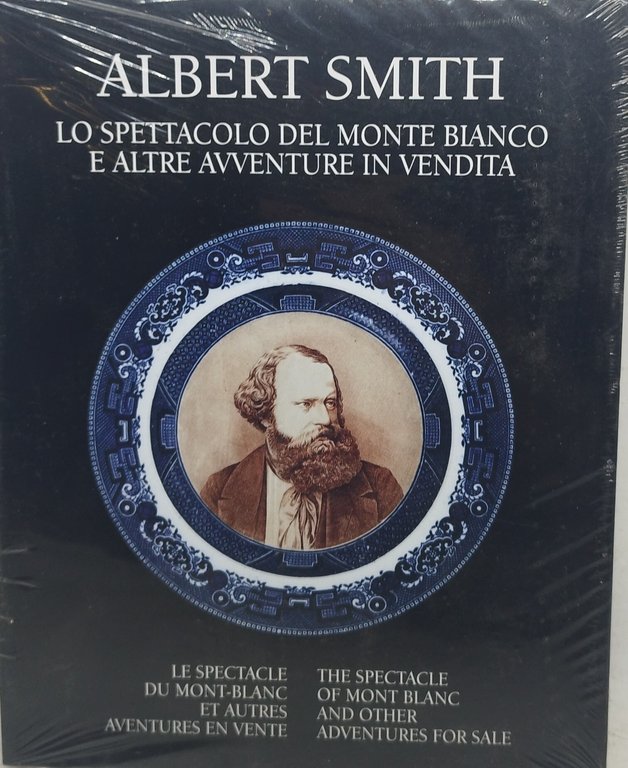 ALBERT SMITH
LO SPETTACOLO DEL MONTE BIANCO
E ALTRE AVVENTURE IN VENDITA
LE SPECTACLE
DU MONT-BLANC
ET AUTRES
AVENTURES EN VENTE
THE SPECTACLE
OF MONT BLANC
AND OTHER
ADVENTURES FOR SALE